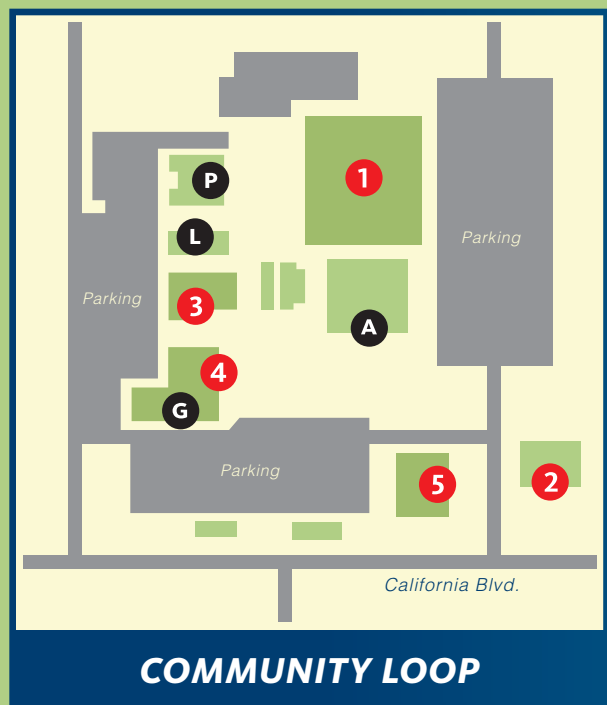 P
1
L
Parking
Parking
3
A
4
G
Parking
5
2
California Blvd.
COMMUNITY LOOP